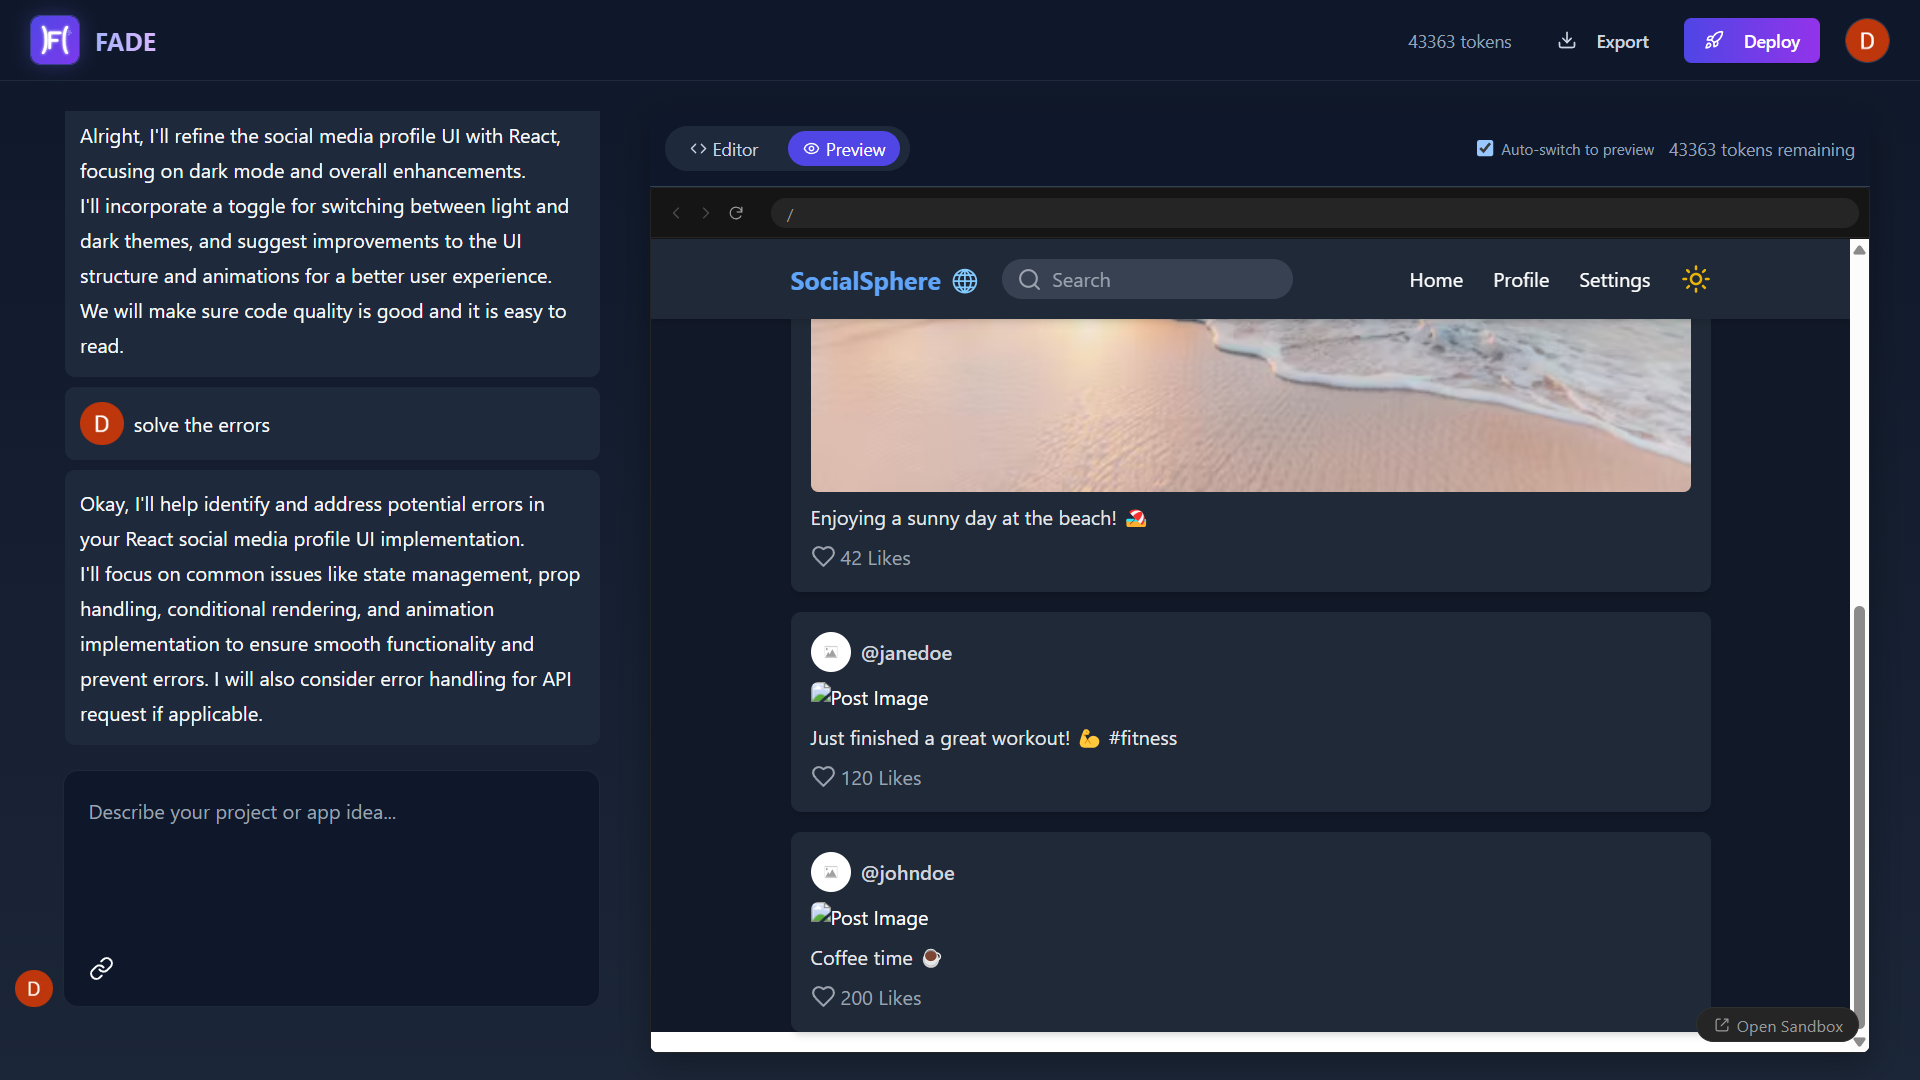 FADE
43363 tokens
Export
Deploy
D
Alright, I'll refine the social media profile UI with React,
focusing on dark mode and overall enhancements.
I'll incorporate a toggle for switching between light and
dark themes, and suggest improvements to the UI
structure and animations for a better user experience.
We will make sure code quality is good and it is easy to
read.
D
solve the errors
Okay, I'll help identify and address potential errors in
your React social media profile UI implementation.
I'll focus on common issues like state management, prop
handling, conditional rendering, and animation
implementation to ensure smooth functionality and
prevent errors. I will also consider error handling for API
request if applicable.
Describe your project or app idea...
D
Editor
Preview
Auto-switch to preview
43363 tokens remaining
/
SocialSphere
Search
Home
Profile
Settings
Enjoying a sunny day at the beach! 🏖️
42 Likes
@janedoe
Post Image
Just finished a great workout! 💪 #fitness
120 Likes
@johndoe
Post Image
Coffee time ☕
200 Likes
Open Sandbox